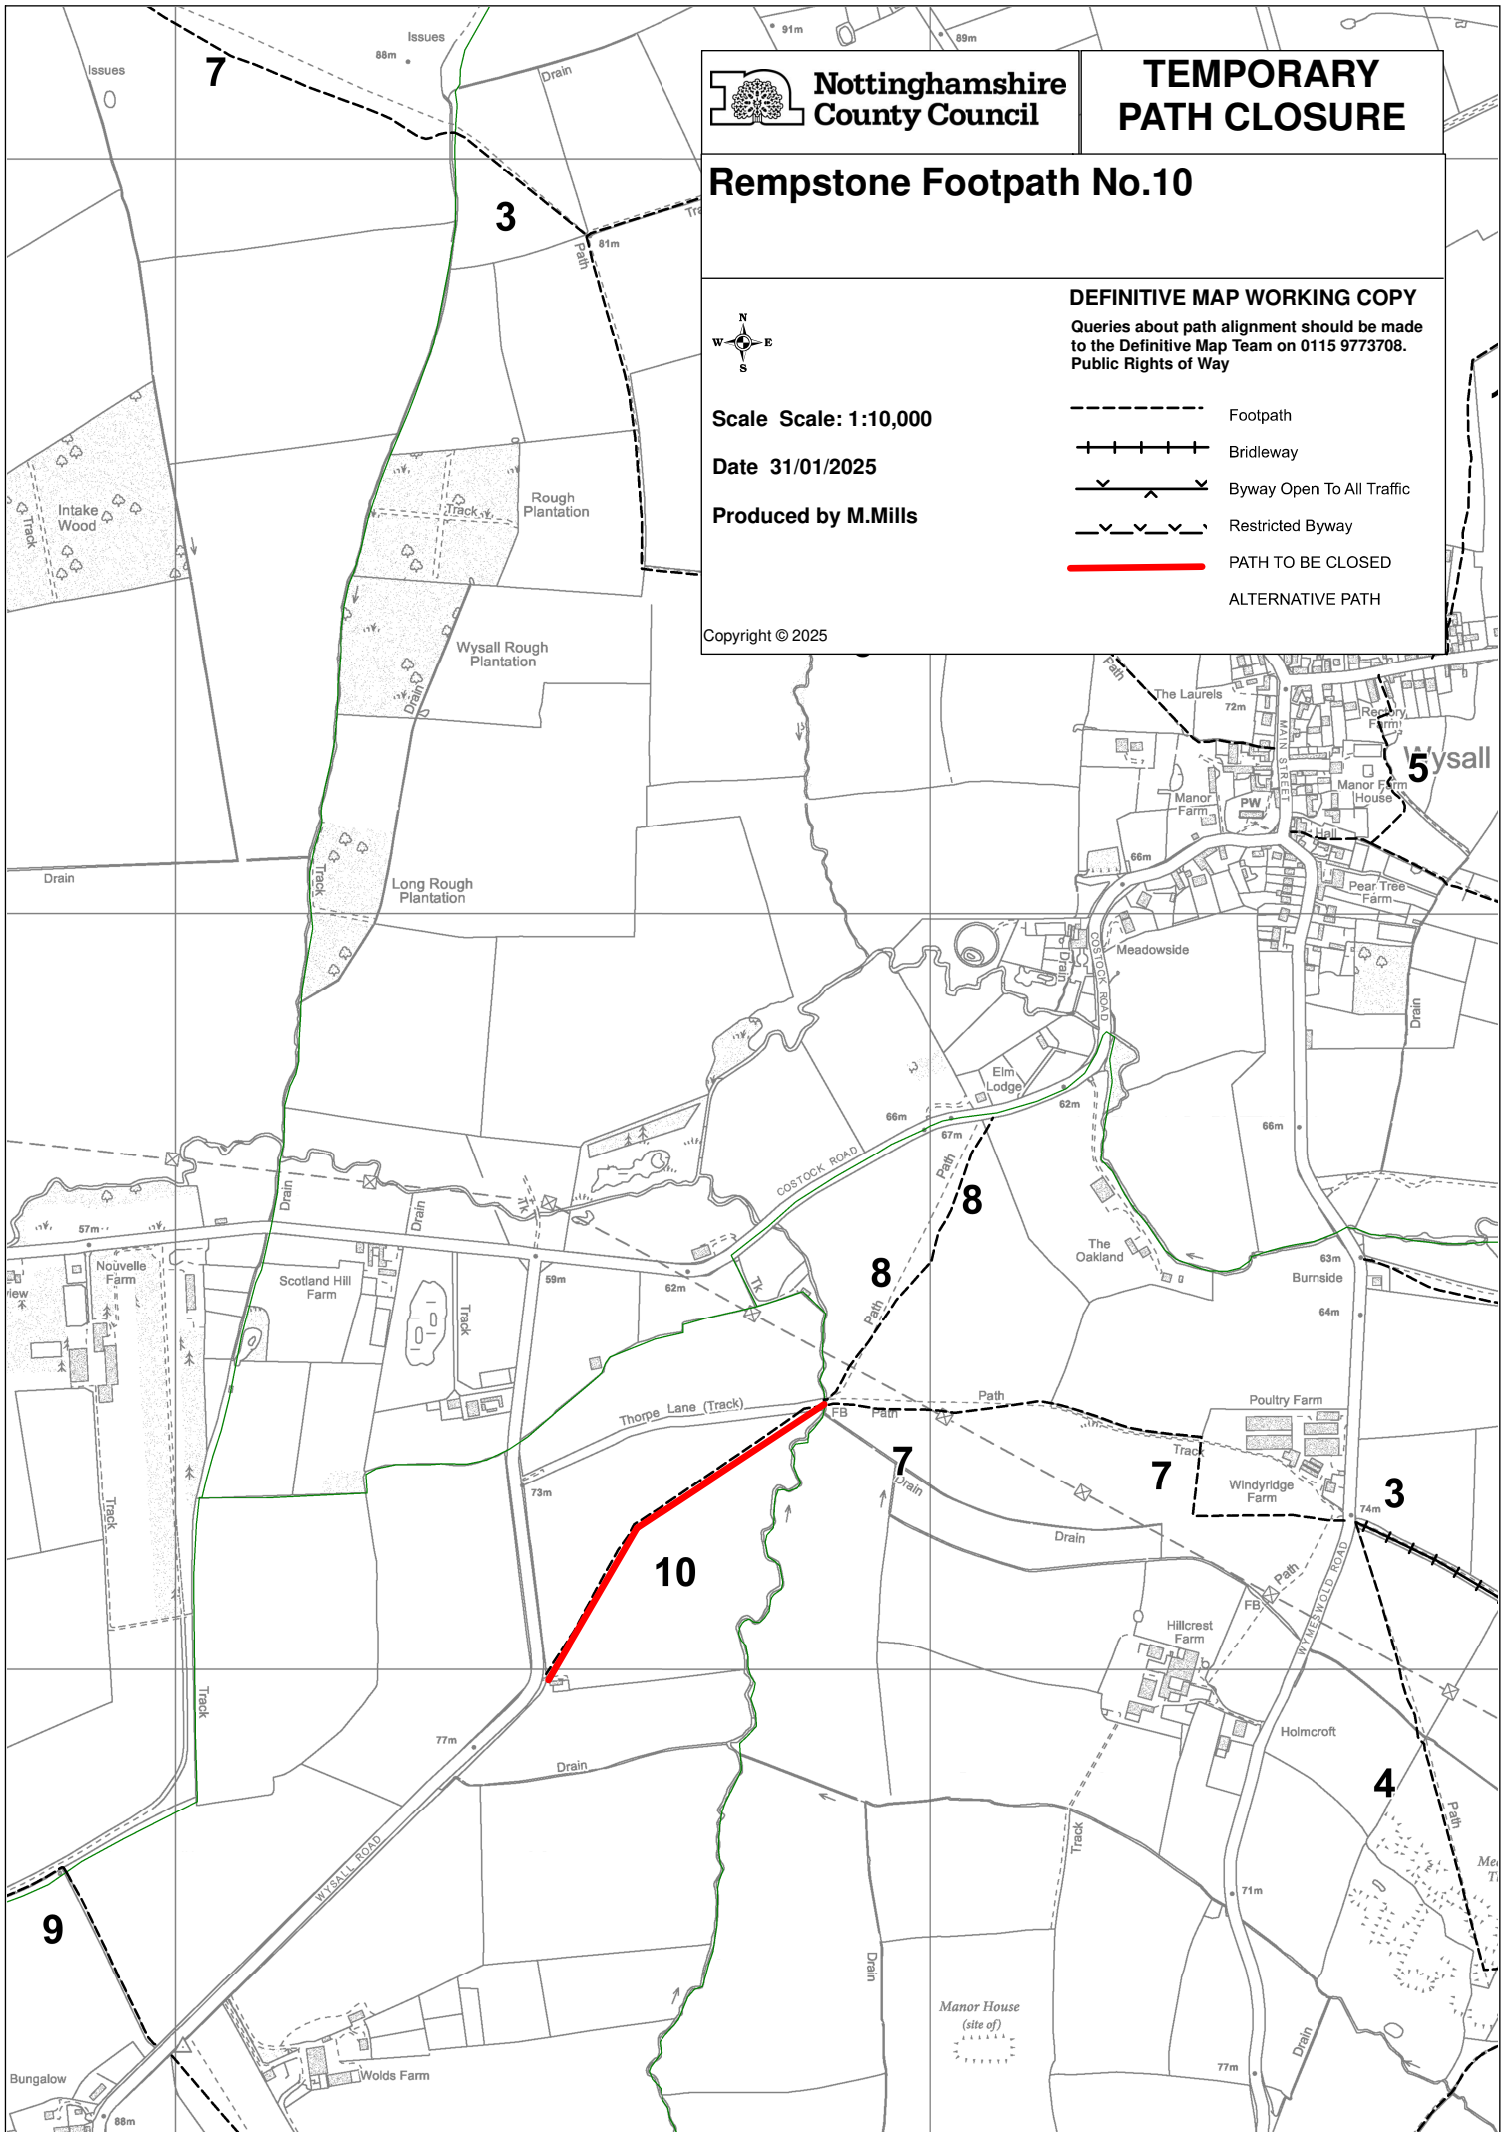 Nottinghamshire
County Council
TEMPORARY
PATH CLOSURE
Rempstone Footpath No.10
N
W E
S
Scale Scale: 1:10,000
Date 31/01/2025
Produced by M.Mills
Copyright © 2025
DEFINITIVE MAP WORKING COPY
Queries about path alignment should be made
to the Definitive Map Team on 0115 9773708.
Public Rights of Way
Footpath
Bridleway
Byway Open To All Traffic
Restricted Byway
PATH TO BE CLOSED
ALTERNATIVE PATH
91m
89m
Issues
88m
Issues
7
Drain
3
81m
Path
Intake
Wood
Track
Track
Rough
Plantation
Wysall Rough
Plantation
Drain
Path
The Laurels
72m
MAIN STREET
Rectory
Farm
Wysall
5
Manor Farm
House
Manor
Farm
PW
Hall
Drain
Track
Long Rough
Plantation
66m
Pear Tree
Farm
Meadowside
Drain
COSTOCK ROAD
Drain
Elm
Lodge
62m
66m
67m
66m
Path
COSTOCK ROAD
8
Drain
Drain
Tk
57m
Nouvelle
Farm
view
Scotland Hill
Farm
59m
62m
Tk
Track
8
Path
The
Oakland
63m
Burnside
64m
Thorpe Lane (Track)
FB
Path
Path
Poultry Farm
Track
7
Drain
7
Windyridge
Farm
3
74m
73m
Track
Drain
10
Path
FB
WYMESWOLD ROAD
Hillcrest
Farm
Track
77m
Drain
Holmcroft
4
Path
Track
WYSALL ROAD
71m
9
Drain
Manor House
(site of)
Drain
77m
Wolds Farm
Bungalow
88m